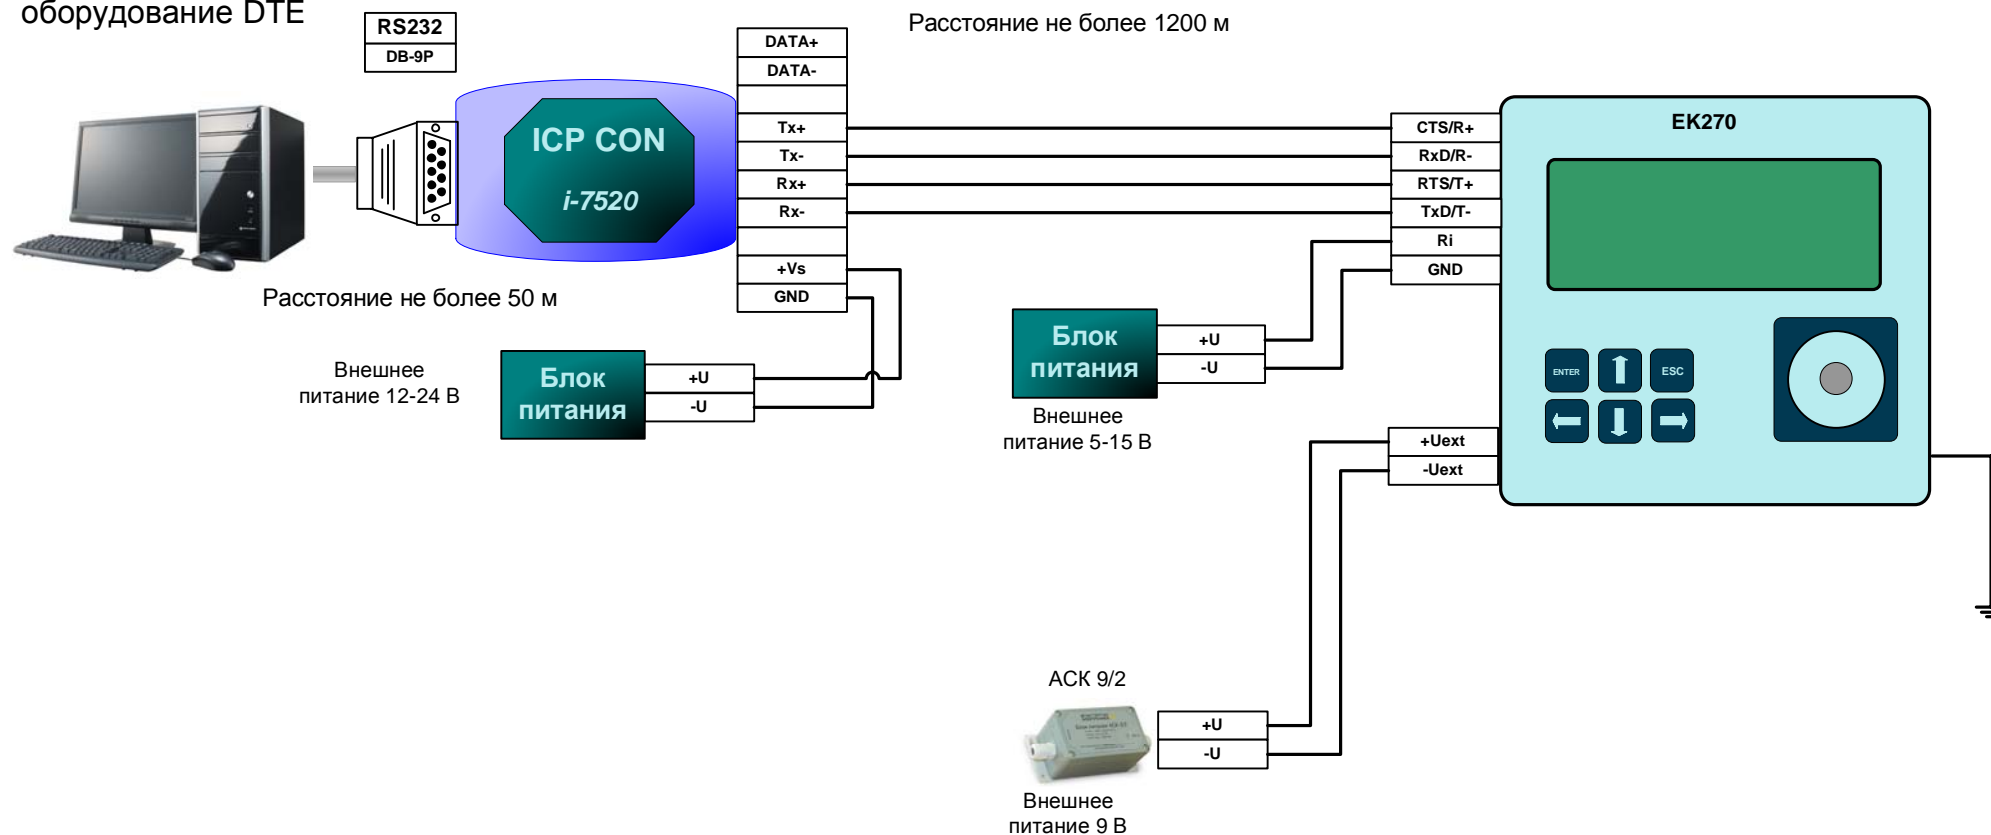 оборудование DTE
RS232
DB-9P
Расстояние не более 1200 м
DATA+
DATA-
Tx+
Tx-
Rx+
Rx-
+Vs
GND
ICP CON
i-7520
CTS/R+
RxD/R-
RTS/T+
TxD/T-
Ri
GND
EK270
Расстояние не более 50 м
Внешнее
питание 12-24 В
Блок
питания
+U
-U
Блок
питания
+U
-U
Внешнее
питание 5-15 В
ENTER
ESC
+Uext
-Uext
АСК 9/2
+U
-U
Внешнее
питание 9 В